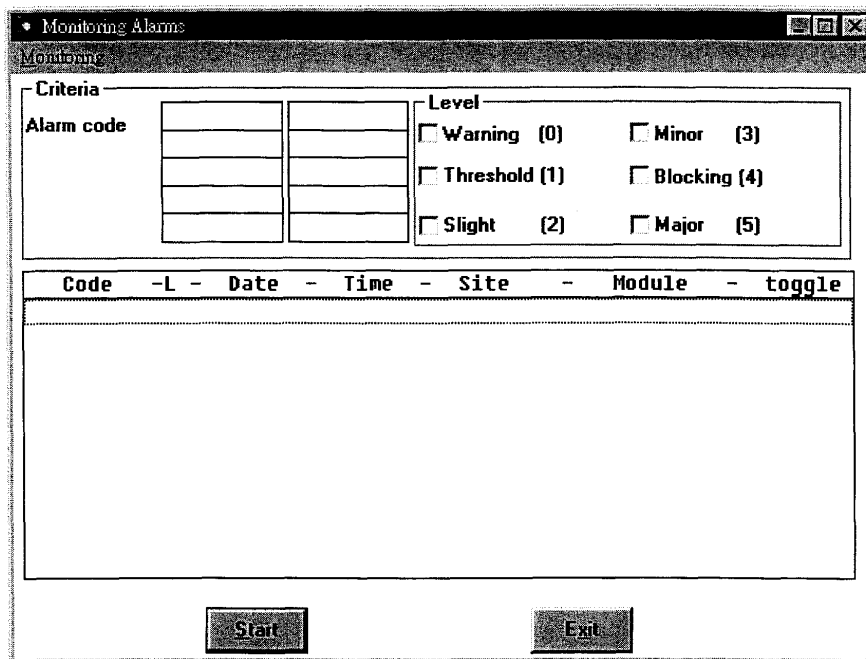 Monitoring Alarms
Monitoring
Criteria
Alarm code
Level
Warning (0)
Minor (3)
Threshold (1)
Blocking (4)
Slight (2)
Major (5)
Code -L - Date - Time - Site - Module - toggle
Start
Exit